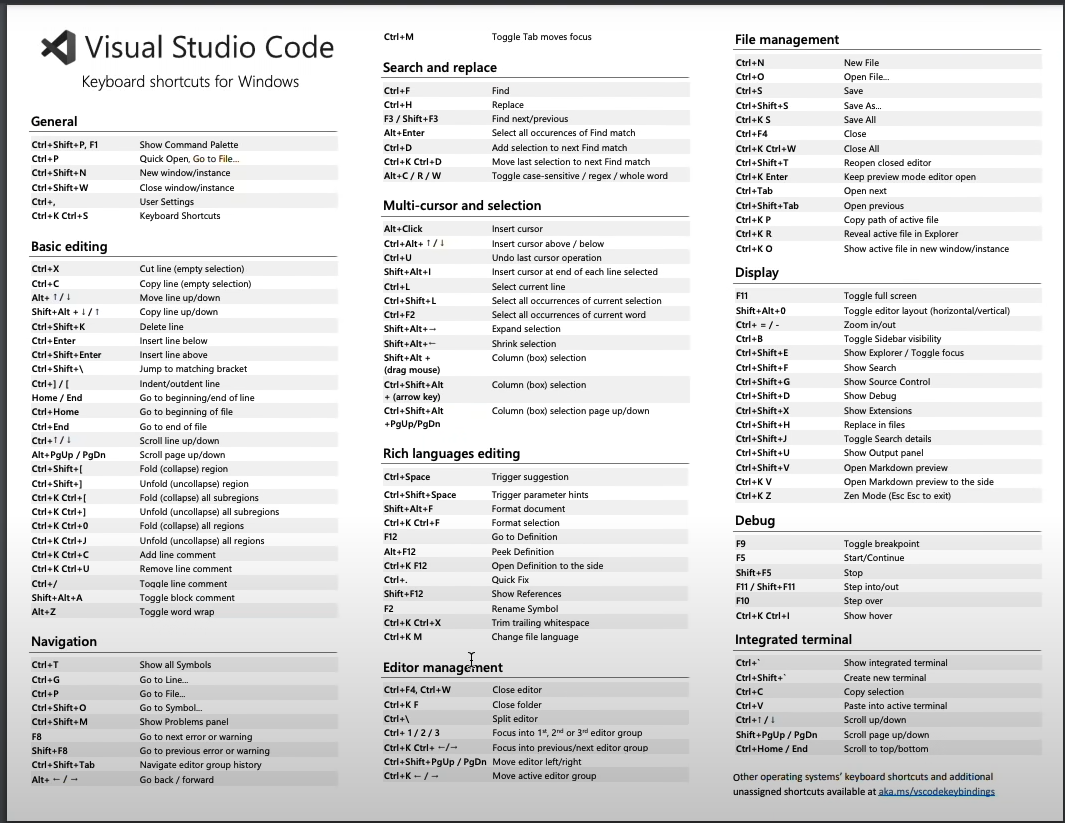 Visual Studio Code
Keyboard shortcuts for Windows
General
Ctrl+Shift+P, F1 Show Command Palette
Ctrl+P Quick Open, Go to File…
Ctrl+Shift+N New window/instance
Ctrl+Shift+W Close window/instance
Ctrl+, User Settings
Ctrl+K Ctrl+S Keyboard Shortcuts
Basic editing
Ctrl+X Cut line (empty selection)
Ctrl+C Copy line (empty selection)
Alt+ ↑ / ↓ Move line up/down
Shift+Alt + ↓ / ↑ Copy line up/down
Ctrl+Shift+K Delete line
Ctrl+Enter Insert line below
Ctrl+Shift+Enter Insert line above
Ctrl+Shift+\ Jump to matching bracket
Ctrl+] / [ Indent/outdent line
Home / End Go to beginning/end of line
Ctrl+Home Go to beginning of file
Ctrl+End Go to end of file
Ctrl+↑ / ↓ Scroll line up/down
Alt+PgUp / PgDn Scroll page up/down
Ctrl+Shift+[ Fold (collapse) region
Ctrl+Shift+] Unfold (uncollapse) region
Ctrl+K Ctrl+[ Fold (collapse) all subregions
Ctrl+K Ctrl+] Unfold (uncollapse) all subregions
Ctrl+K Ctrl+0 Fold (collapse) all regions
Ctrl+K Ctrl+J Unfold (uncollapse) all regions
Ctrl+K Ctrl+C Add line comment
Ctrl+K Ctrl+U Remove line comment
Ctrl+/ Toggle line comment
Shift+Alt+A Toggle block comment
Alt+Z Toggle word wrap
Navigation
Ctrl+T Show all Symbols
Ctrl+G Go to Line...
Ctrl+P Go to File...
Ctrl+Shift+O Go to Symbol...
Ctrl+Shift+M Show Problems panel
F8 Go to next error or warning
Shift+F8 Go to previous error or warning
Ctrl+Shift+Tab Navigate editor group history
Alt+ ← / → Go back / forward
Ctrl+M Toggle Tab moves focus
Search and replace
Ctrl+F Find
Ctrl+H Replace
F3 / Shift+F3 Find next/previous
Alt+Enter Select all occurences of Find match
Ctrl+D Add selection to next Find match
Ctrl+K Ctrl+D Move last selection to next Find match
Alt+C / R / W Toggle case-sensitive / regex / whole word
Multi-cursor and selection
Alt+Click Insert cursor
Ctrl+Alt+ ↑ / ↓ Insert cursor above / below
Ctrl+U Undo last cursor operation
Shift+Alt+I Insert cursor at end of each line selected
Ctrl+L Select current line
Ctrl+Shift+L Select all occurrences of current selection
Ctrl+F2 Select all occurrences of current word
Shift+Alt+→ Expand selection
Shift+Alt+← Shrink selection
Shift+Alt + Column (box) selection
(drag mouse)
Ctrl+Shift+Alt Column (box) selection
+ (arrow key)
Ctrl+Shift+Alt Column (box) selection page up/down
+PgUp/PgDn
Rich languages editing
Ctrl+Space Trigger suggestion
Ctrl+Shift+Space Trigger parameter hints
Shift+Alt+F Format document
Ctrl+K Ctrl+F Format selection
F12 Go to Definition
Alt+F12 Peek Definition
Ctrl+K F12 Open Definition to the side
Ctrl+. Quick Fix
Shift+F12 Show References
F2 Rename Symbol
Ctrl+K Ctrl+X Trim trailing whitespace
Ctrl+K M Change file language
Editor management
Ctrl+F4, Ctrl+W Close editor
Ctrl+K F Close folder
Ctrl+\ Split editor
Ctrl+ 1 / 2 / 3 Focus into 1st, 2nd or 3rd editor group
Ctrl+K Ctrl+ ←/→ Focus into previous/next editor group
Ctrl+Shift+PgUp / PgDn Move editor left/right
Ctrl+K ← / → Move active editor group
File management
Ctrl+N New File
Ctrl+O Open File...
Ctrl+S Save
Ctrl+Shift+S Save As...
Ctrl+K S Save All
Ctrl+F4 Close
Ctrl+K Ctrl+W Close All
Ctrl+Shift+T Reopen closed editor
Ctrl+K Enter Keep preview mode editor open
Ctrl+Tab Open next
Ctrl+Shift+Tab Open previous
Ctrl+K P Copy path of active file
Ctrl+K R Reveal active file in Explorer
Ctrl+K O Show active file in new window/instance
Display
F11 Toggle full screen
Shift+Alt+0 Toggle editor layout (horizontal/vertical)
Ctrl+ = / - Zoom in/out
Ctrl+B Toggle Sidebar visibility
Ctrl+Shift+E Show Explorer / Toggle focus
Ctrl+Shift+F Show Search
Ctrl+Shift+G Show Source Control
Ctrl+Shift+D Show Debug
Ctrl+Shift+X Show Extensions
Ctrl+Shift+H Replace in files
Ctrl+Shift+J Toggle Search details
Ctrl+Shift+U Show Output panel
Ctrl+Shift+V Open Markdown preview
Ctrl+K V Open Markdown preview to the side
Ctrl+K Z Zen Mode (Esc Esc to exit)
Debug
F9 Toggle breakpoint
F5 Start/Continue
Shift+F5 Stop
F11 / Shift+F11 Step into/out
F10 Step over
Ctrl+K Ctrl+I Show hover
Integrated terminal
Ctrl+` Show integrated terminal
Ctrl+Shift+` Create new terminal
Ctrl+C Copy selection
Ctrl+V Paste into active terminal
Ctrl+↑ / ↓ Scroll up/down
Shift+PgUp / PgDn Scroll page up/down
Ctrl+Home / End Scroll to top/bottom
Other operating systems' keyboard shortcuts and additional
unassigned shortcuts available at aka.ms/vscodekeybindings